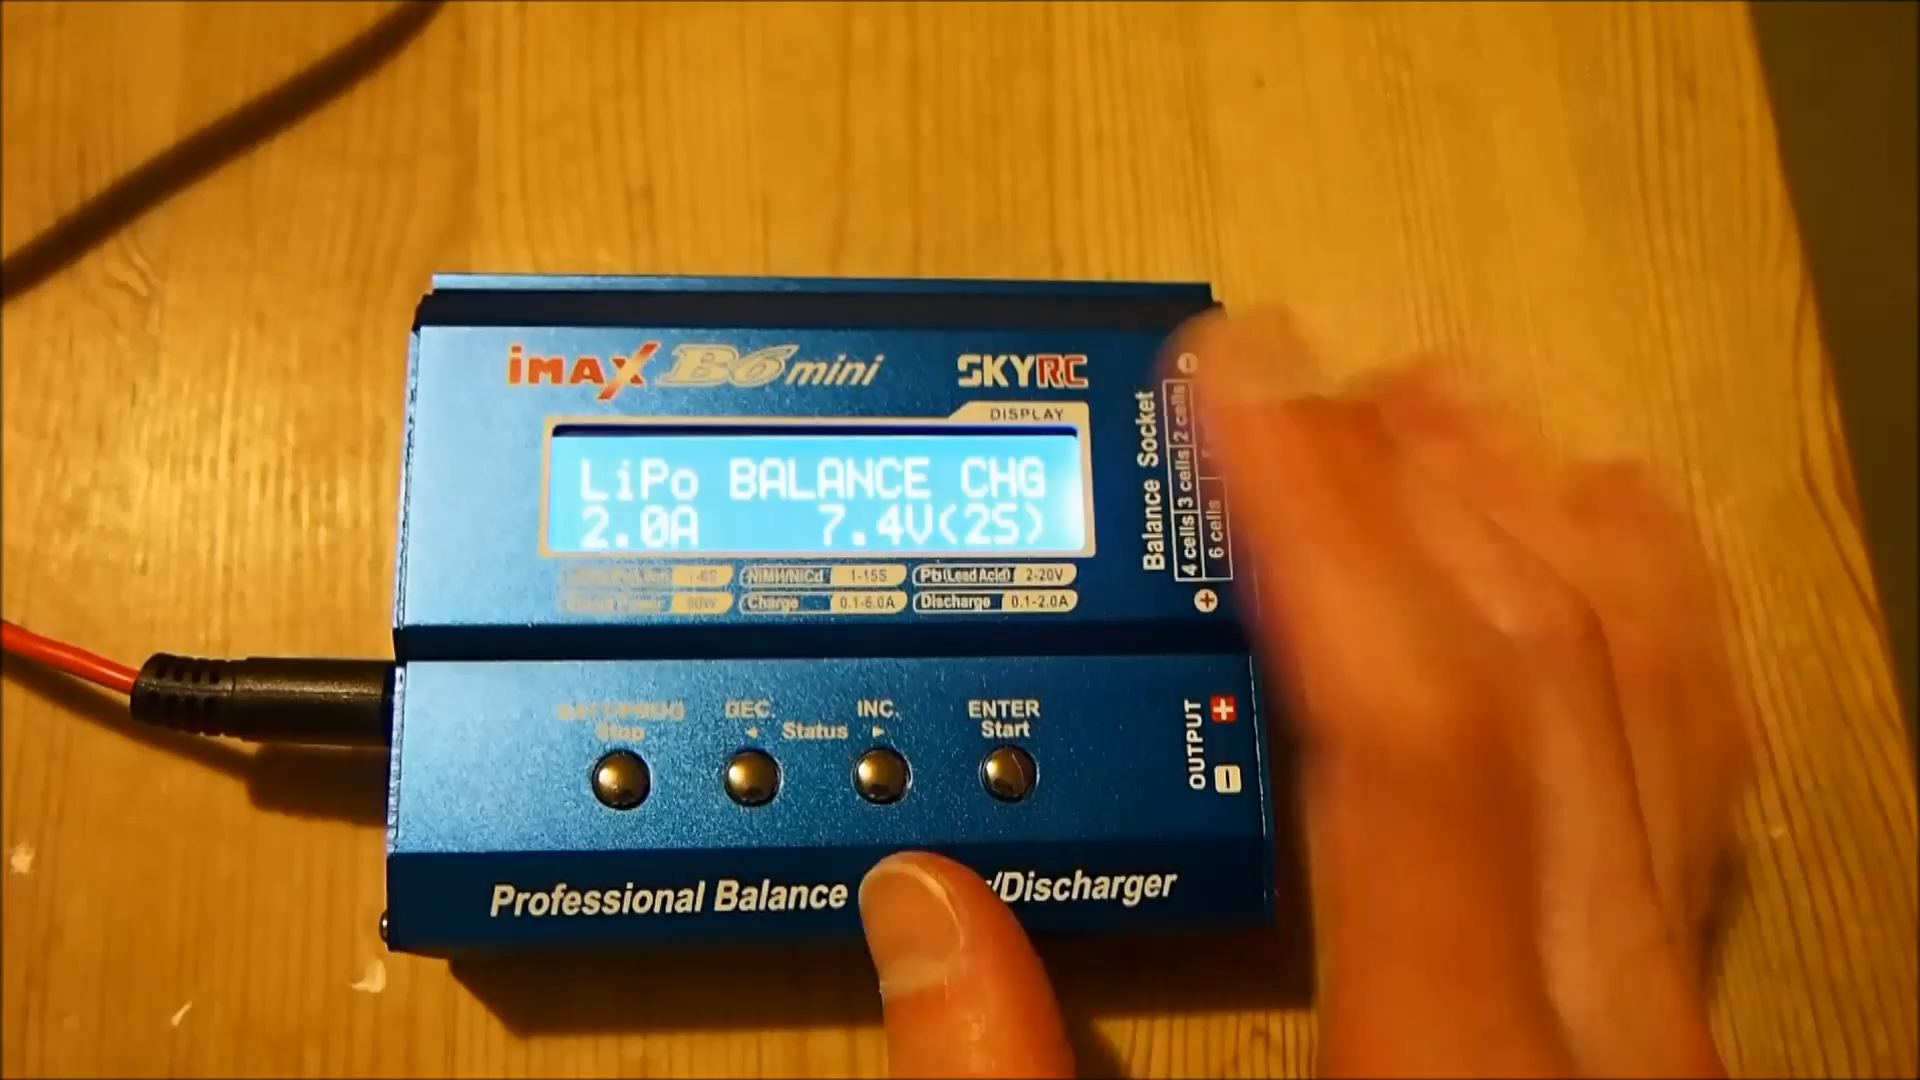 iMAX B6 mini
SKYRC
DISPLAY
LiPo BALANCE CHG
2.0A 7.4V(2S)
NiMH/NiCd 1-15S
Pb(Lead Acid) 2-20V
Charge 0.1-6.0A
Discharge 0.1-2.0A
Balance Socket
4 cells 3 cells 2 cells
6 cells
Stop
DEC.
Status
INC.
ENTER
Start
OUTPUT
+
-
Professional Balance /Discharger